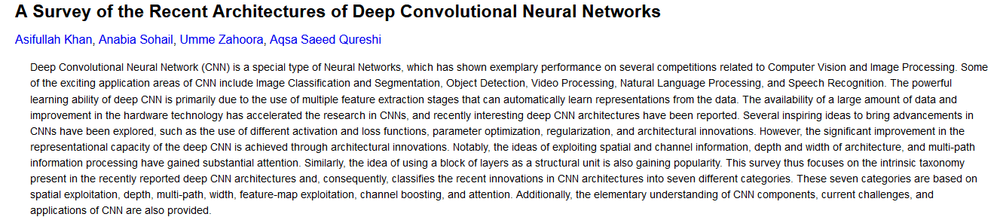 A Survey of the Recent Architectures of Deep Convolutional Neural Networks
Asifullah Khan, Anabia Sohail, Umme Zahoora, Aqsa Saeed Qureshi
Deep Convolutional Neural Network (CNN) is a special type of Neural Networks, which has shown exemplary performance on several competitions related to Computer Vision and Image Processing. Some
of the exciting application areas of CNN include Image Classification and Segmentation, Object Detection, Video Processing, Natural Language Processing, and Speech Recognition. The powerful
learning ability of deep CNN is primarily due to the use of multiple feature extraction stages that can automatically learn representations from the data. The availability of a large amount of data and
improvement in the hardware technology has accelerated the research in CNNs, and recently interesting deep CNN architectures have been reported. Several inspiring ideas to bring advancements in
CNNs have been explored, such as the use of different activation and loss functions, parameter optimization, regularization, and architectural innovations. However, the significant improvement in the
representational capacity of the deep CNN is achieved through architectural innovations. Notably, the ideas of exploiting spatial and channel information, depth and width of architecture, and multi-path
information processing have gained substantial attention. Similarly, the idea of using a block of layers as a structural unit is also gaining popularity. This survey thus focuses on the intrinsic taxonomy
present in the recently reported deep CNN architectures and, consequently, classifies the recent innovations in CNN architectures into seven different categories. These seven categories are based on
spatial exploitation, depth, multi-path, width, feature-map exploitation, channel boosting, and attention. Additionally, the elementary understanding of CNN components, current challenges, and
applications of CNN are also provided.